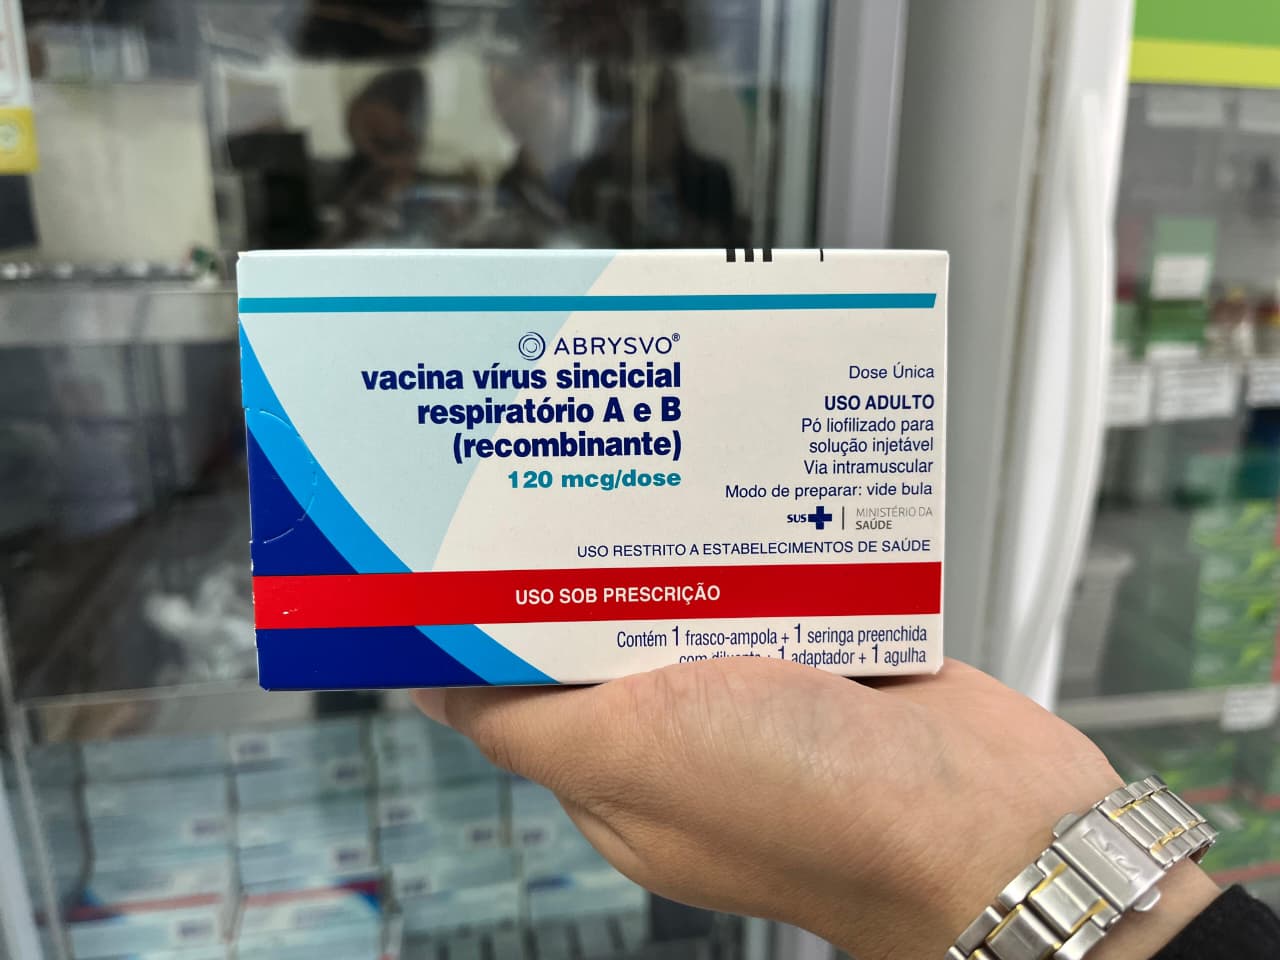 ABRYSVO®
vacina vírus sincicial
respiratório A e B
(recombinante)
120 mcg/dose
Dose Única
USO ADULTO
Pó liofilizado para
solução injetável
Via intramuscular
Modo de preparar: vide bula
SUS MINISTÉRIO DA
SAÚDE
USO RESTRITO A ESTABELECIMENTOS DE SAÚDE
USO SOB PRESCRIÇÃO
Contém 1 frasco-ampola + 1 seringa preenchida
com diluente + 1 adaptador + 1 agulha